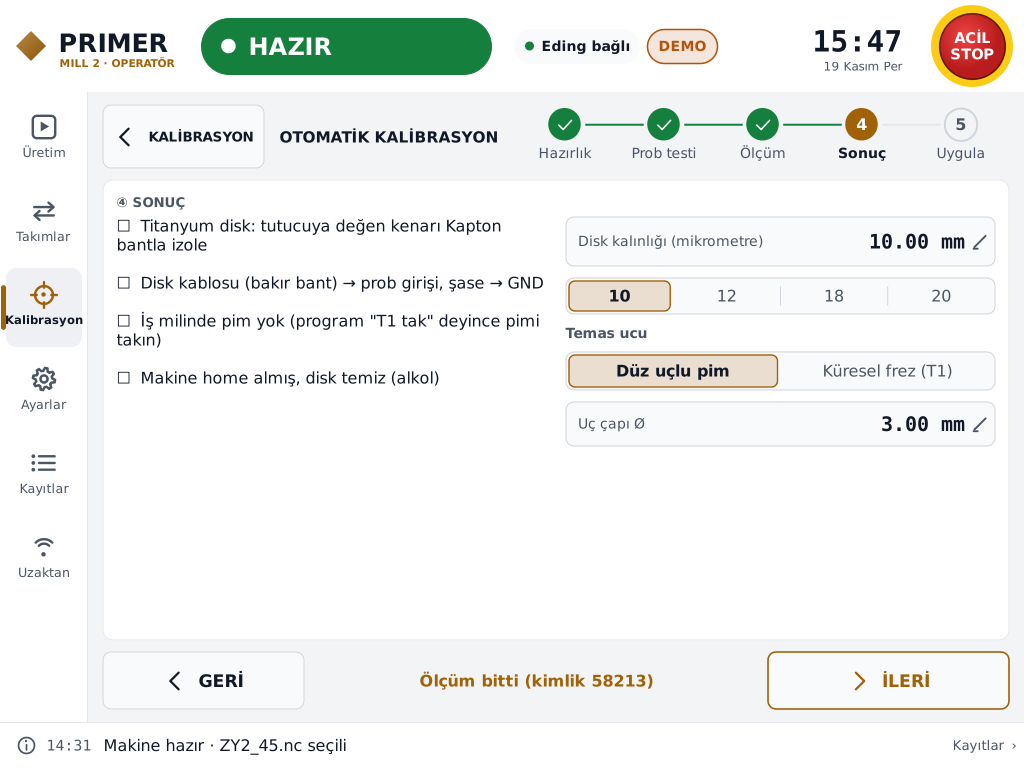 PRIMER
MILL 2 · OPERATÖR
HAZIR
Eding bağlı
DEMO
15:47
19 Kasım Per
ACİL
STOP
Üretim
Takımlar
Kalibrasyon
Ayarlar
Kayıtlar
Uzaktan
KALİBRASYON
OTOMATİK KALİBRASYON
Hazırlık
Prob testi
Ölçüm
4
Sonuç
5
Uygula
④ SONUÇ
☐ Titanyum disk: tutucuya değen kenarı Kapton
bantla izole
☐ Disk kablosu (bakır bant) → prob girişi, şase → GND
☐ İş milinde pim yok (program "T1 tak" deyince pimi
takın)
☐ Makine home almış, disk temiz (alkol)
Disk kalınlığı (mikrometre) 10.00 mm
10 12 18 20
Temas ucu
Düz uçlu pim Küresel frez (T1)
Uç çapı Ø 3.00 mm
GERİ
Ölçüm bitti (kimlik 58213)
İLERİ
14:31 Makine hazır · ZY2_45.nc seçili
Kayıtlar ›